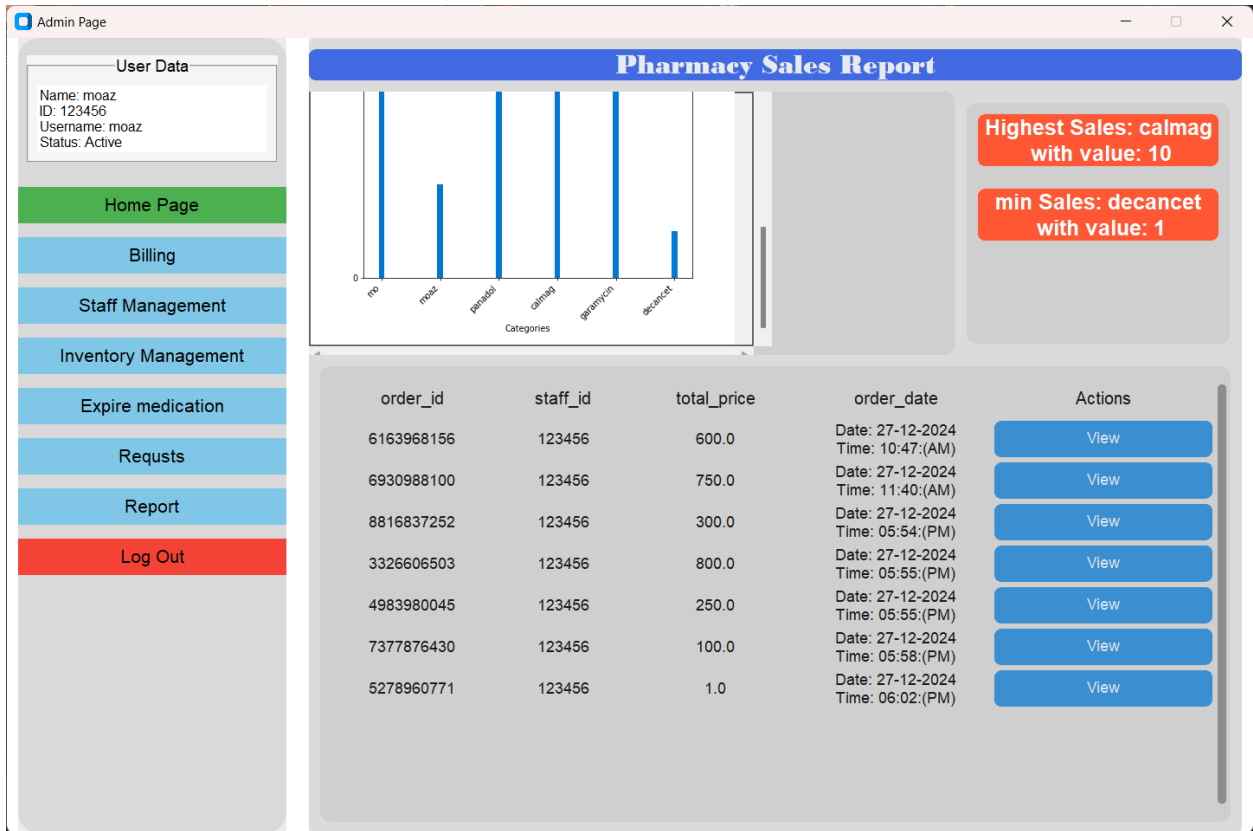 Admin Page
User Data
Name: moaz
ID: 123456
Username: moaz
Status: Active
Home Page
Billing
Staff Management
Inventory Management
Expire medication
Requsts
Report
Log Out
Pharmacy Sales Report
0
mo
moaz
panadol
calmag
garamycin
decancet
Categories
Highest Sales: calmag
with value: 10
min Sales: decancet
with value: 1
order_id staff_id total_price order_date Actions
6163968156 123456 600.0 Date: 27-12-2024
Time: 10:47:(AM) View
6930988100 123456 750.0 Date: 27-12-2024
Time: 11:40:(AM) View
8816837252 123456 300.0 Date: 27-12-2024
Time: 05:54:(PM) View
3326606503 123456 800.0 Date: 27-12-2024
Time: 05:55:(PM) View
4983980045 123456 250.0 Date: 27-12-2024
Time: 05:55:(PM) View
7377876430 123456 100.0 Date: 27-12-2024
Time: 05:58:(PM) View
5278960771 123456 1.0 Date: 27-12-2024
Time: 06:02:(PM) View